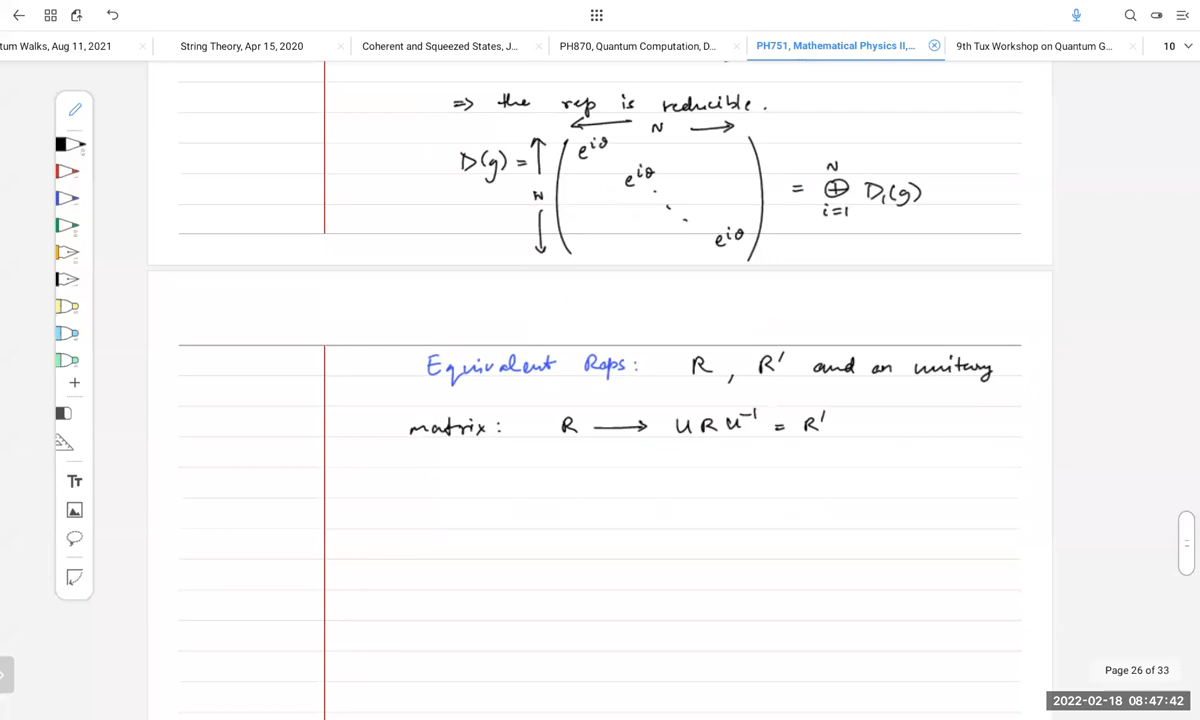 tum Walks, Aug 11, 2021
String Theory, Apr 15, 2020
Coherent and Squeezed States, J...
PH870, Quantum Computation, D...
PH751, Mathematical Physics II,...
9th Tux Workshop on Quantum G...
10
=> the rep is reducible.
← N →
D(g) = ↑ N ↓ ( e^{iθ} e^{iθ} ⋱ e^{iθ} ) = ⊕_{i=1}^{N} D₁(g)
Equivalent Reps: R, R' and an unitary
matrix: R → U R U^{-1} = R'
Tт
Page 26 of 33
2022-02-18 08:47:42